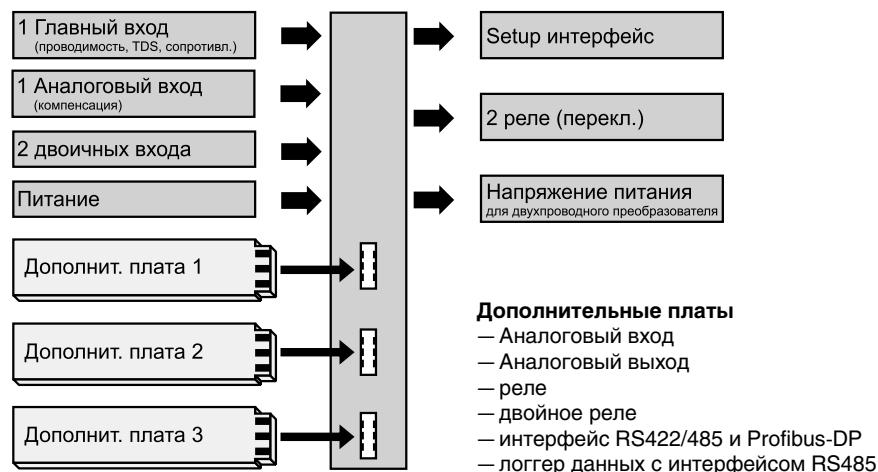 1 Главный вход
(проводимость, TDS, сопротивл.)
1 Аналоговый вход
(компенсация)
2 двоичных входа
Питание
Дополнит. плата 1
Дополнит. плата 2
Дополнит. плата 3
Setup интерфейс
2 реле (перекл.)
Напряжение питания
для двухпроводного преобразователя
Дополнительные платы
— Аналоговый вход
— Аналоговый выход
— реле
— двойное реле
— интерфейс RS422/485 и Profibus-DP
— логгер данных с интерфейсом RS485